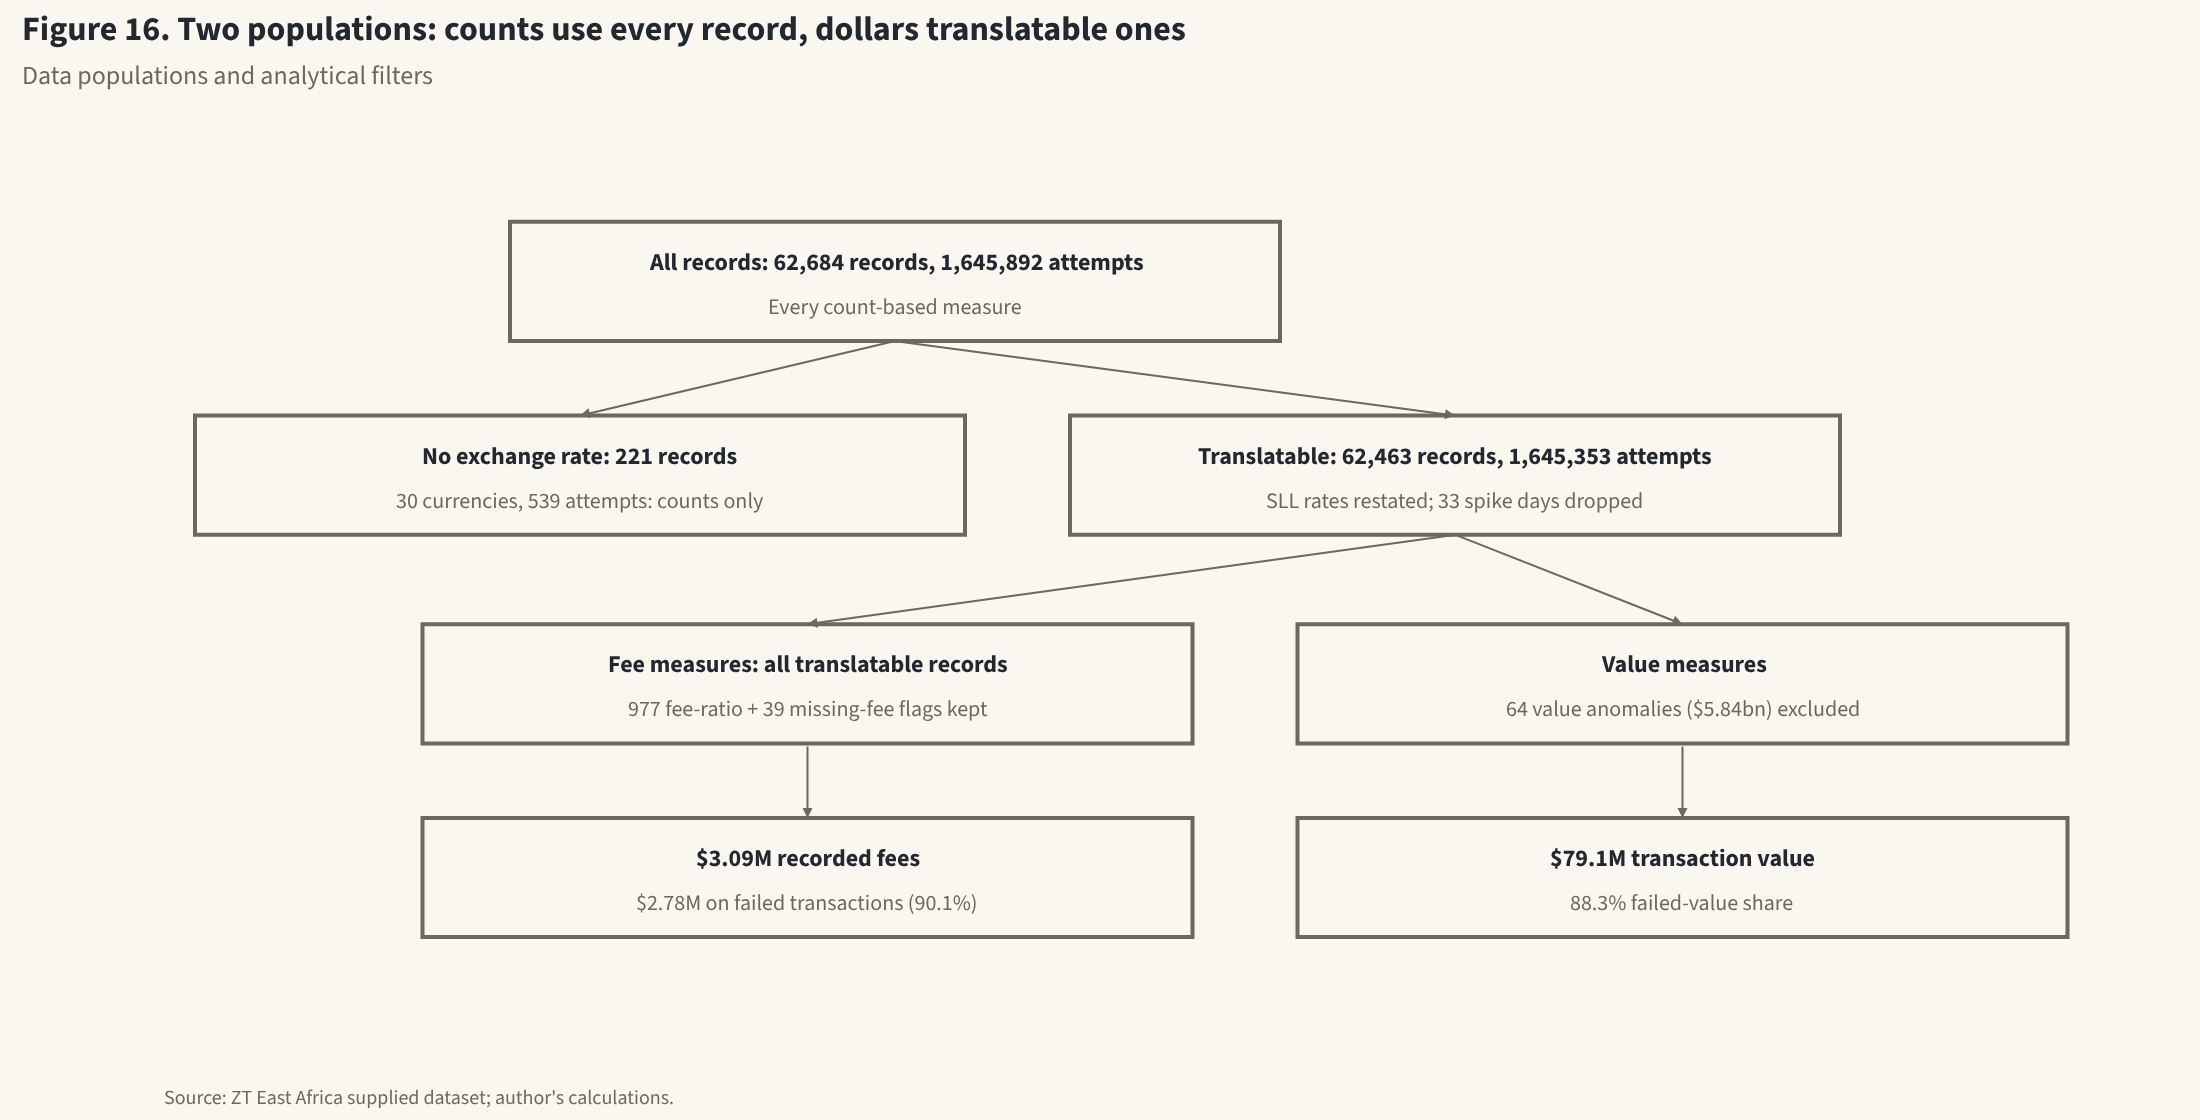 Figure 16. Two populations: counts use every record, dollars translatable ones
Data populations and analytical filters
All records: 62,684 records, 1,645,892 attempts
Every count-based measure
No exchange rate: 221 records
30 currencies, 539 attempts: counts only
Translatable: 62,463 records, 1,645,353 attempts
SLL rates restated; 33 spike days dropped
Fee measures: all translatable records
977 fee-ratio + 39 missing-fee flags kept
Value measures
64 value anomalies ($5.84bn) excluded
$3.09M recorded fees
$2.78M on failed transactions (90.1%)
$79.1M transaction value
88.3% failed-value share
Source: ZT East Africa supplied dataset; author's calculations.